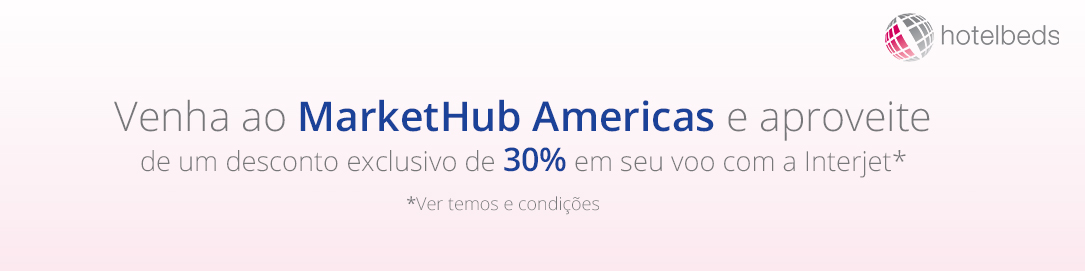 hotelbeds
Venha ao MarketHub Americas e aproveite
de um desconto exclusivo de 30% em seu voo com a Interjet*
*Ver temos e condições